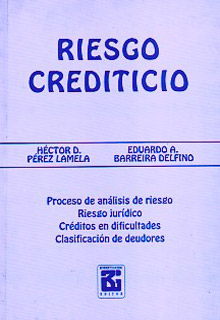 RIESGO
CREDITICIO
HÉCTOR D.
PÉREZ LAMELA
EDUARDO A.
BARREIRA DELFINO
Proceso de análisis de riesgo
Riesgo jurídico
Créditos en dificultades
Clasificación de deudores